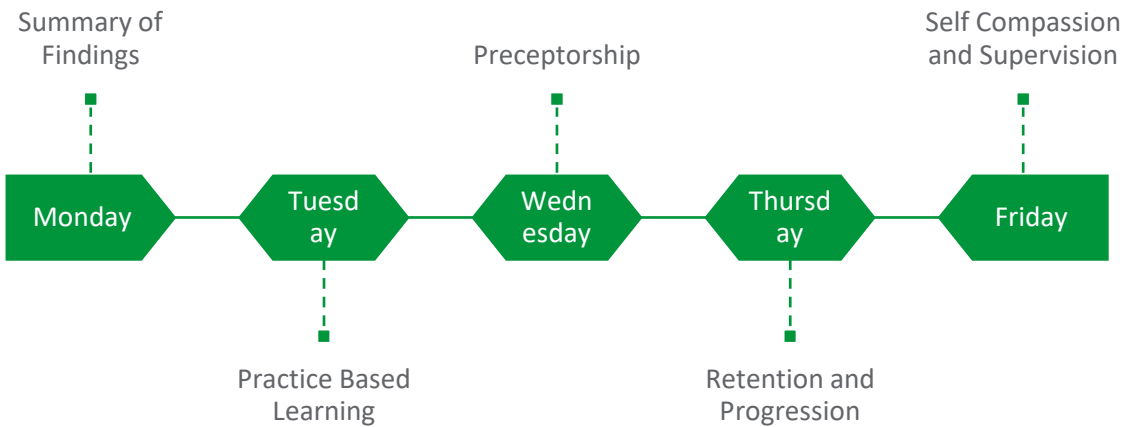 Summary of
Findings
Preceptorship
Self Compassion
and Supervision
Monday
Tuesd
ay
Wedn
esday
Thursd
ay
Friday
Practice Based
Learning
Retention and
Progression